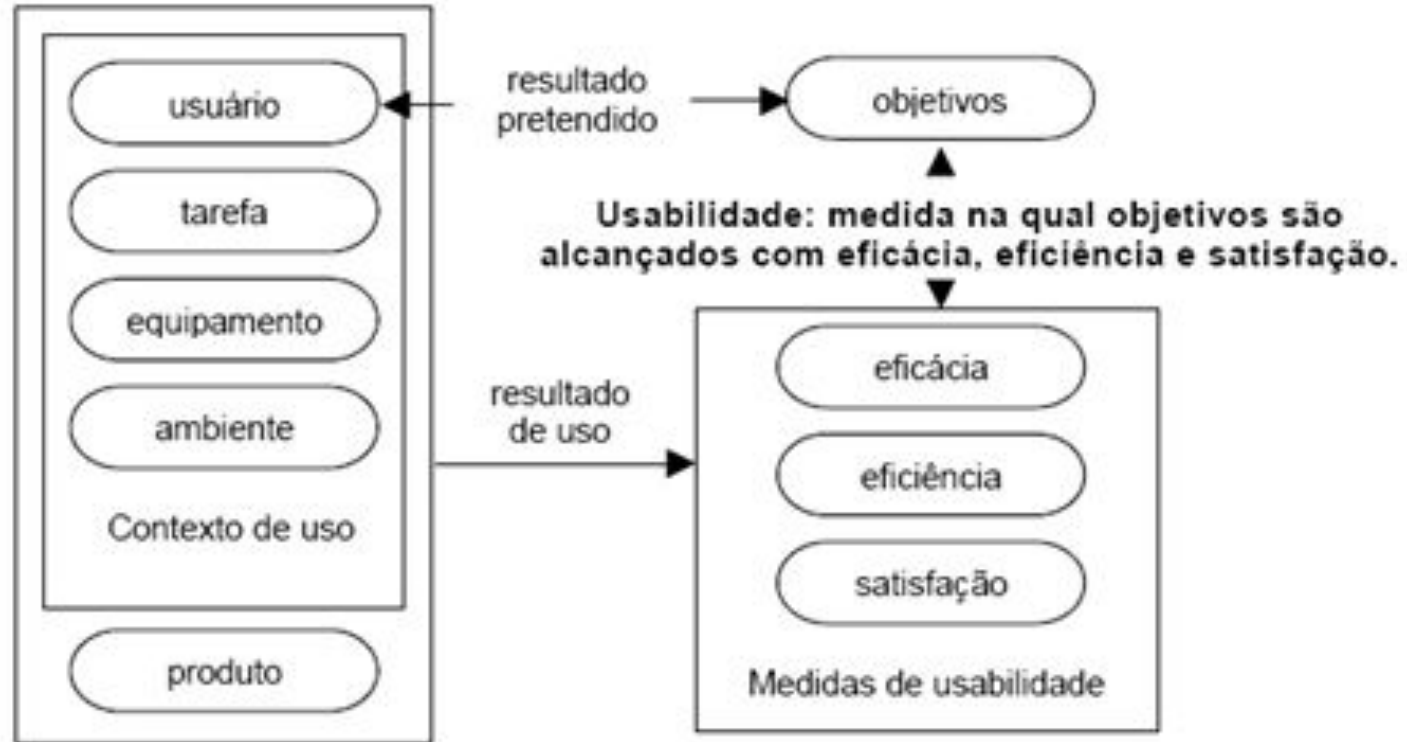 usuário
tarefa
equipamento
ambiente
Contexto de uso
produto
resultado
pretendido
objetivos
Usabilidade: medida na qual objetivos são
alcançados com eficácia, eficiência e satisfação.
resultado
de uso
eficácia
eficiência
satisfação
Medidas de usabilidade